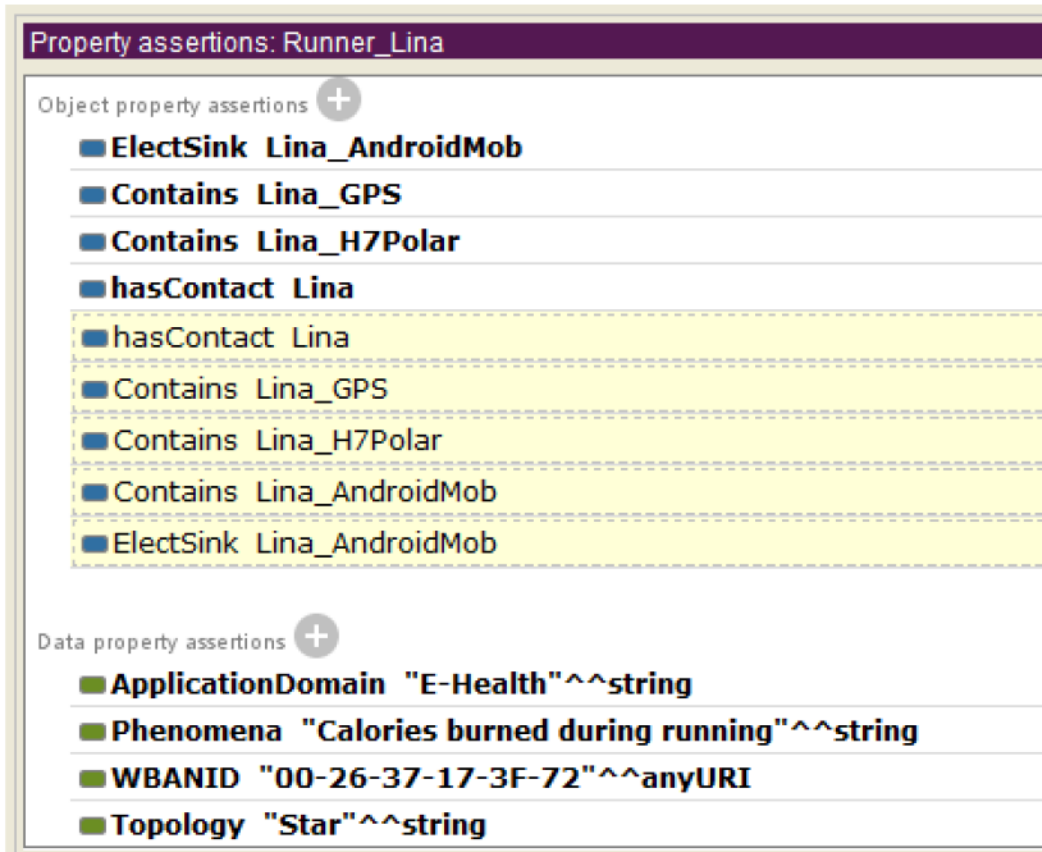 Property assertions: Runner_Lina
Object property assertions
ElectSink Lina_AndroidMob
Contains Lina_GPS
Contains Lina_H7Polar
hasContact Lina
hasContact Lina
Contains Lina_GPS
Contains Lina_H7Polar
Contains Lina_AndroidMob
ElectSink Lina_AndroidMob
Data property assertions
ApplicationDomain "E-Health"^^string
Phenomena "Calories burned during running"^^string
WBANID "00-26-37-17-3F-72"^^anyURI
Topology "Star"^^string